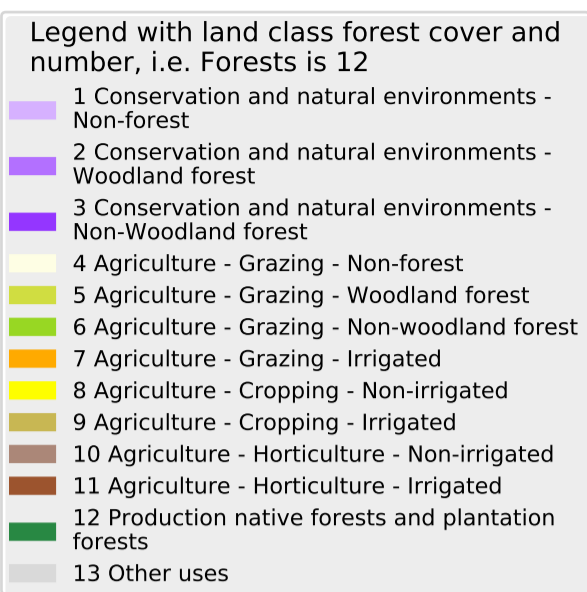 Legend with land class forest cover and
number, i.e. Forests is 12
1 Conservation and natural environments -
Non-forest
2 Conservation and natural environments -
Woodland forest
3 Conservation and natural environments -
Non-Woodland forest
4 Agriculture - Grazing - Non-forest
5 Agriculture - Grazing - Woodland forest
6 Agriculture - Grazing - Non-woodland forest
7 Agriculture - Grazing - Irrigated
8 Agriculture - Cropping - Non-irrigated
9 Agriculture - Cropping - Irrigated
10 Agriculture - Horticulture - Non-irrigated
11 Agriculture - Horticulture - Irrigated
12 Production native forests and plantation
forests
13 Other uses